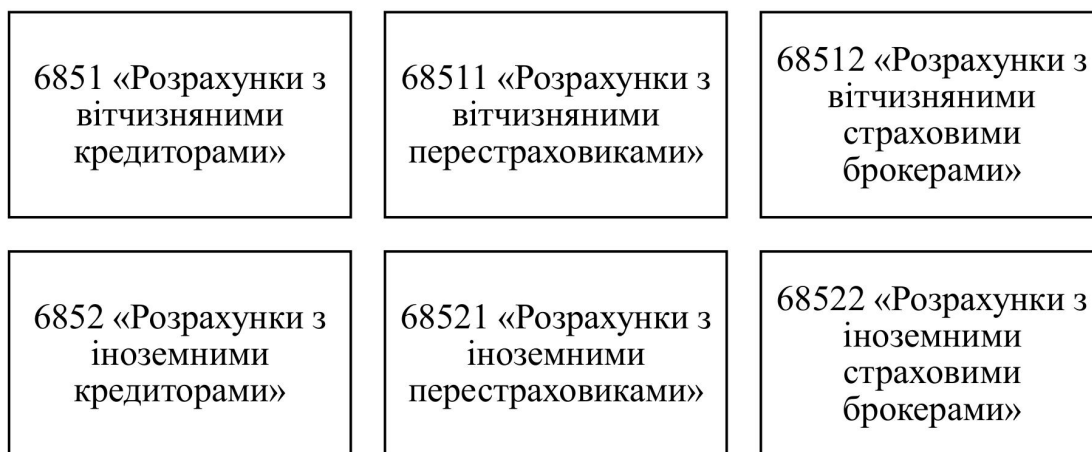 6851 «Розрахунки з
вітчизняними
кредиторами»
68511 «Розрахунки з
вітчизняними
перестраховиками»
68512 «Розрахунки з
вітчизняними
страховими
брокерами»
6852 «Розрахунки з
іноземними
кредиторами»
68521 «Розрахунки з
іноземними
перестраховиками»
68522 «Розрахунки з
іноземними
страховими
брокерами»